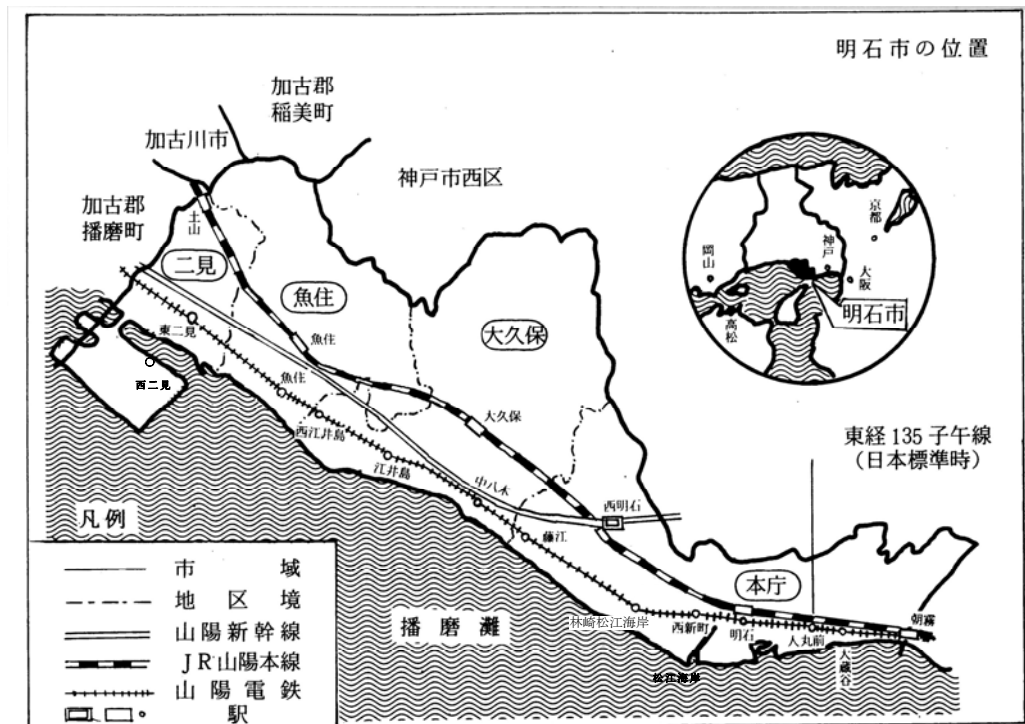 明石市の位置
加古郡
稲美町
加古川市
神戸市西区
加古郡
播磨町
土山
二見
魚住
大久保
京都
神戸
岡山
大阪
高松
明石市
東二見
西二見
魚住
魚住
西江井島
江井島
大久保
中八木
西明石
藤江
東経135子午線
(日本標準時)
本庁
林崎松江海岸
西新町
明石
人丸前
大蔵谷
朝霧
松江海岸
播磨灘
凡例
市域
地区境
山陽新幹線
JR山陽本線
山陽電鉄
駅